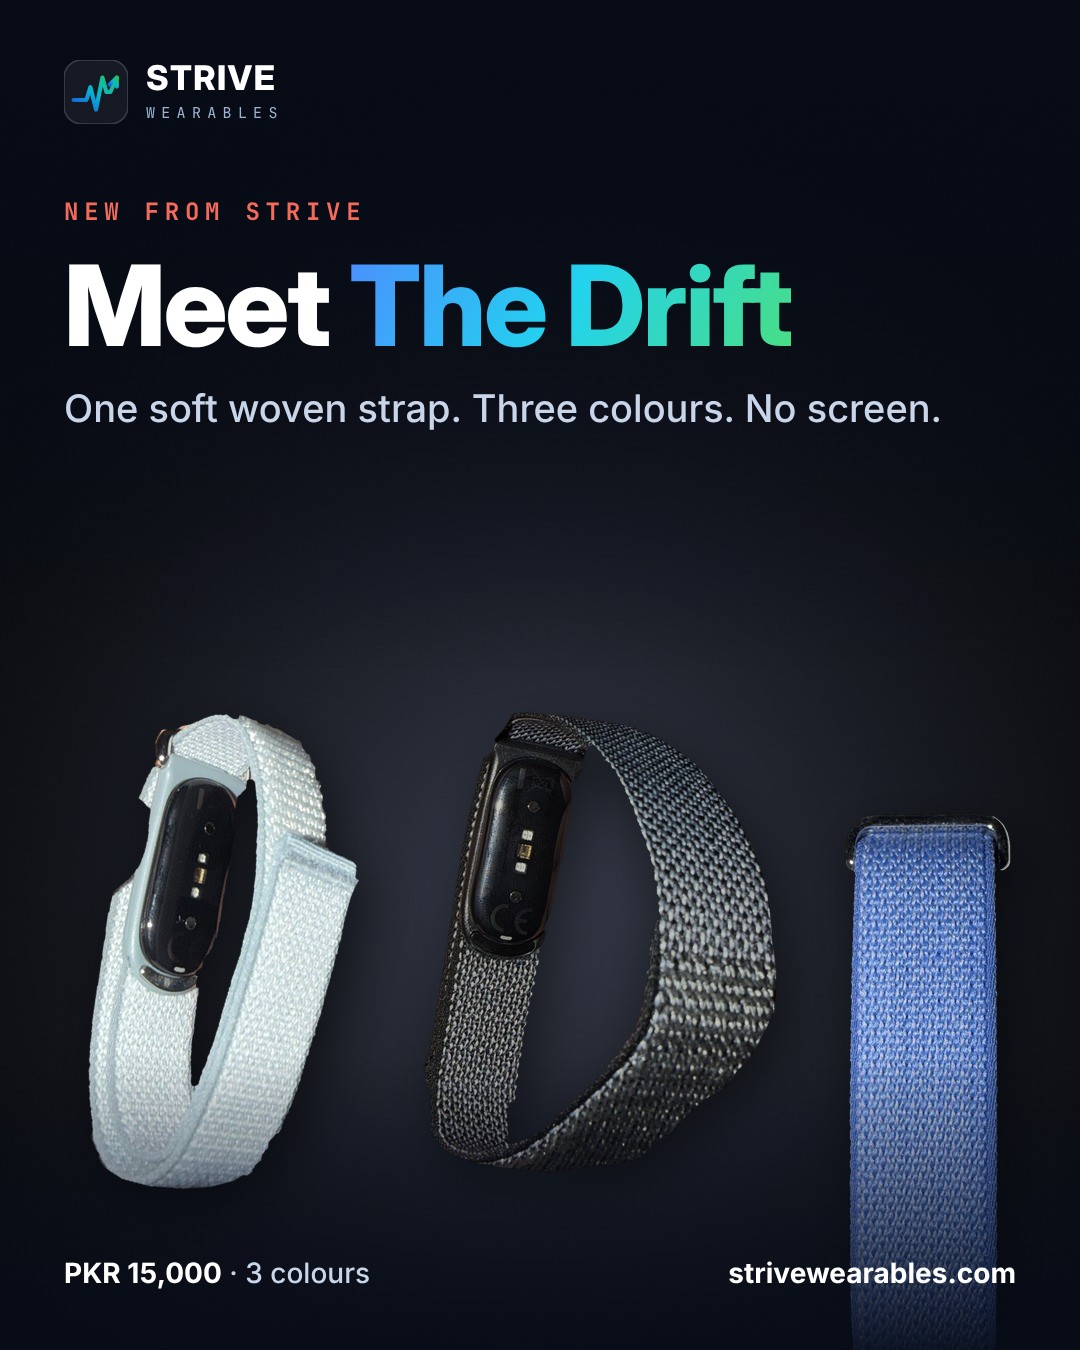 STRIVE
WEARABLES
NEW FROM STRIVE
Meet The Drift
One soft woven strap. Three colours. No screen.
CE
PKR 15,000 · 3 colours
strivewearables.com